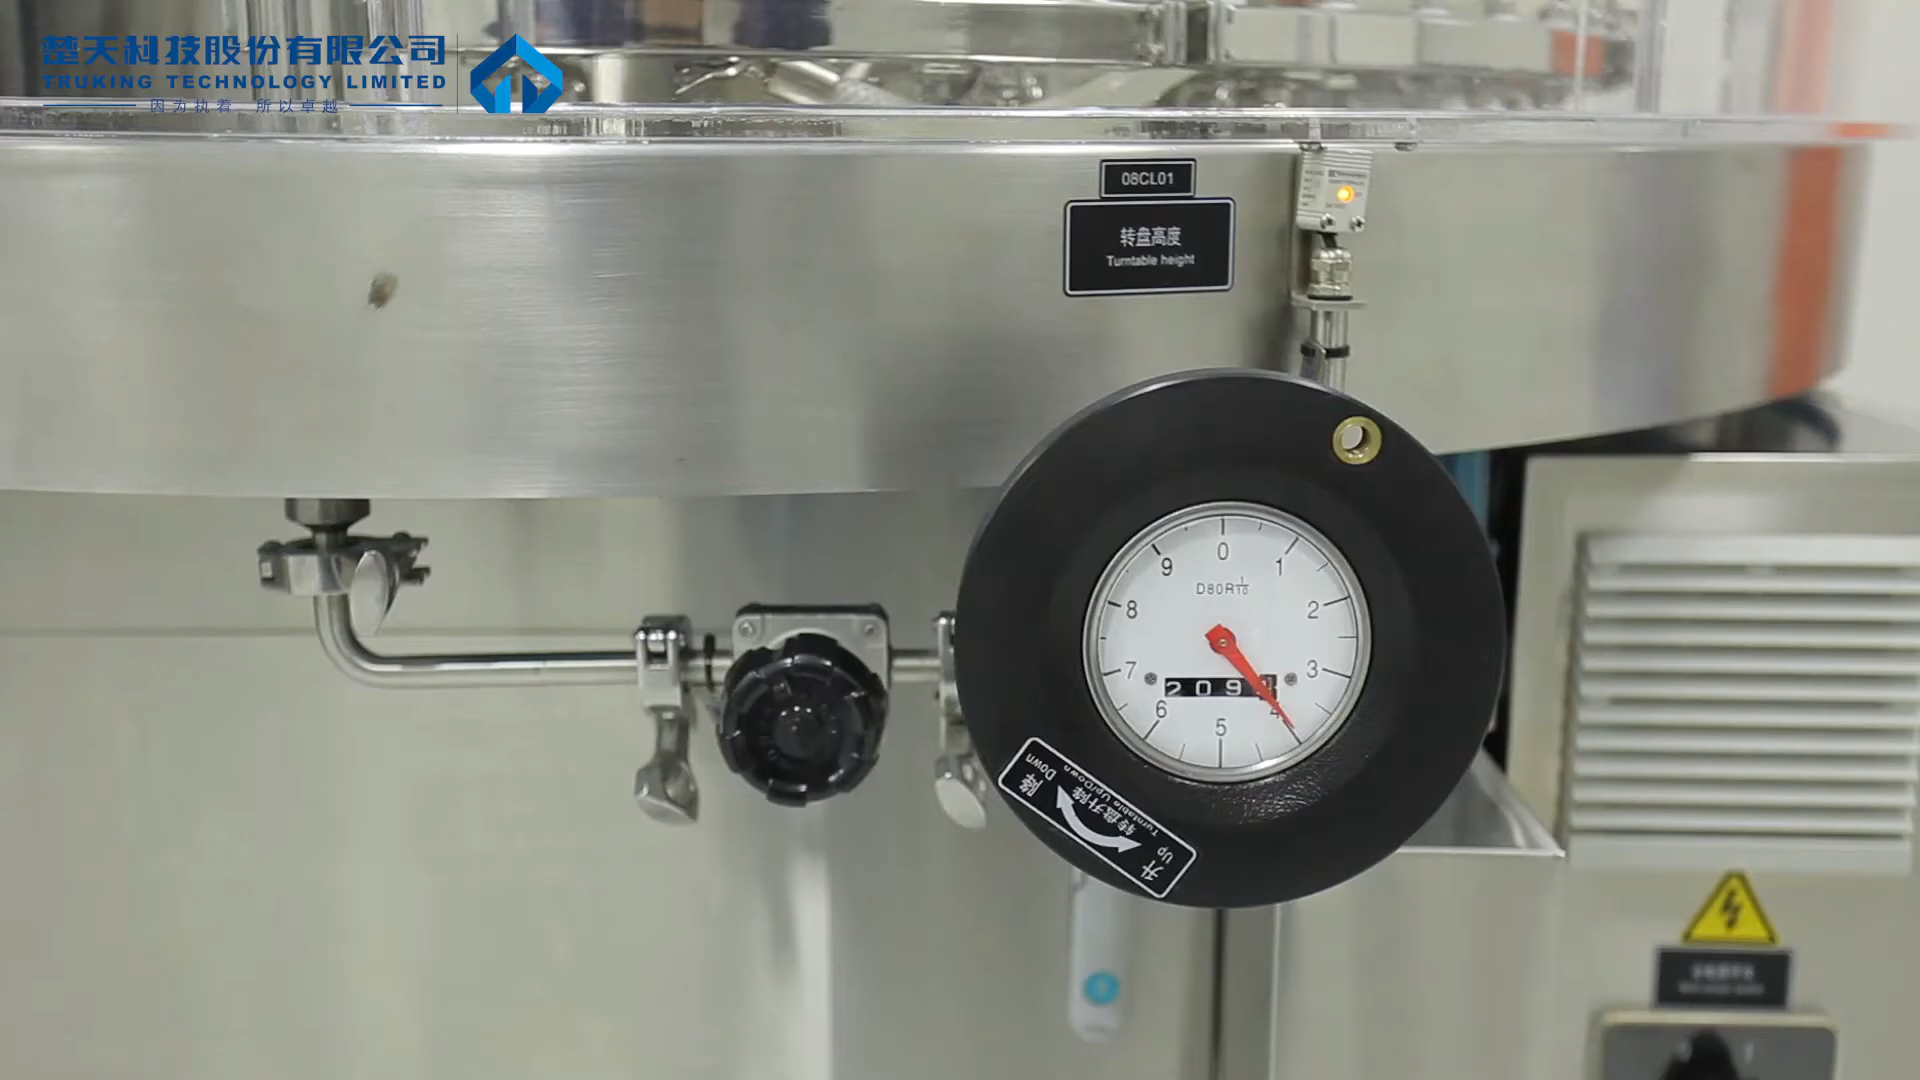 楚天科技股份有限公司
TRUKING TECHNOLOGY LIMITED
因为执着 所以卓越
08CL01
转盘高度
Turntable height
0
1
2
3
4
5
6
7
8
9
D80R 1/10
209
降 Down
转盘升降
Turntable Up/Down
升 Up